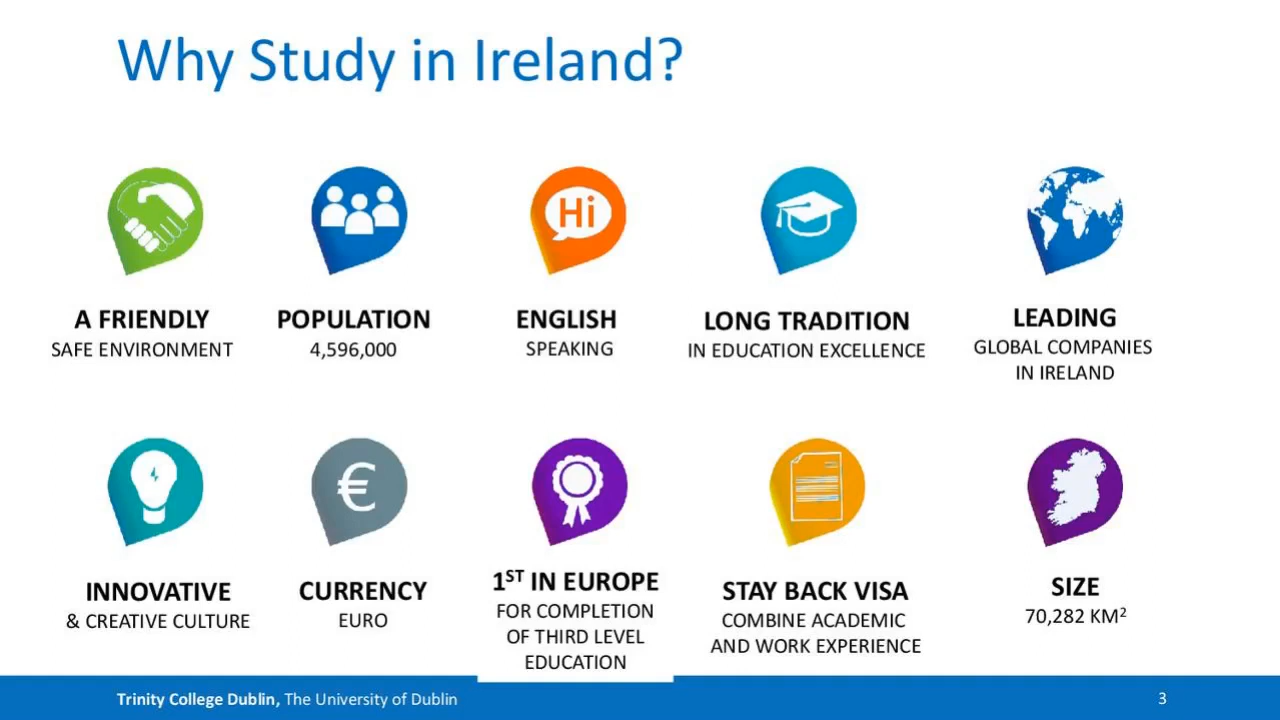 Why Study in Ireland?
Hi
A FRIENDLY
SAFE ENVIRONMENT
POPULATION
4,596,000
ENGLISH
SPEAKING
LONG TRADITION
IN EDUCATION EXCELLENCE
LEADING
GLOBAL COMPANIES
IN IRELAND
€
INNOVATIVE
& CREATIVE CULTURE
CURRENCY
EURO
1ST IN EUROPE
FOR COMPLETION
OF THIRD LEVEL
EDUCATION
STAY BACK VISA
COMBINE ACADEMIC
AND WORK EXPERIENCE
SIZE
70,282 KM²
Trinity College Dublin, The University of Dublin
3